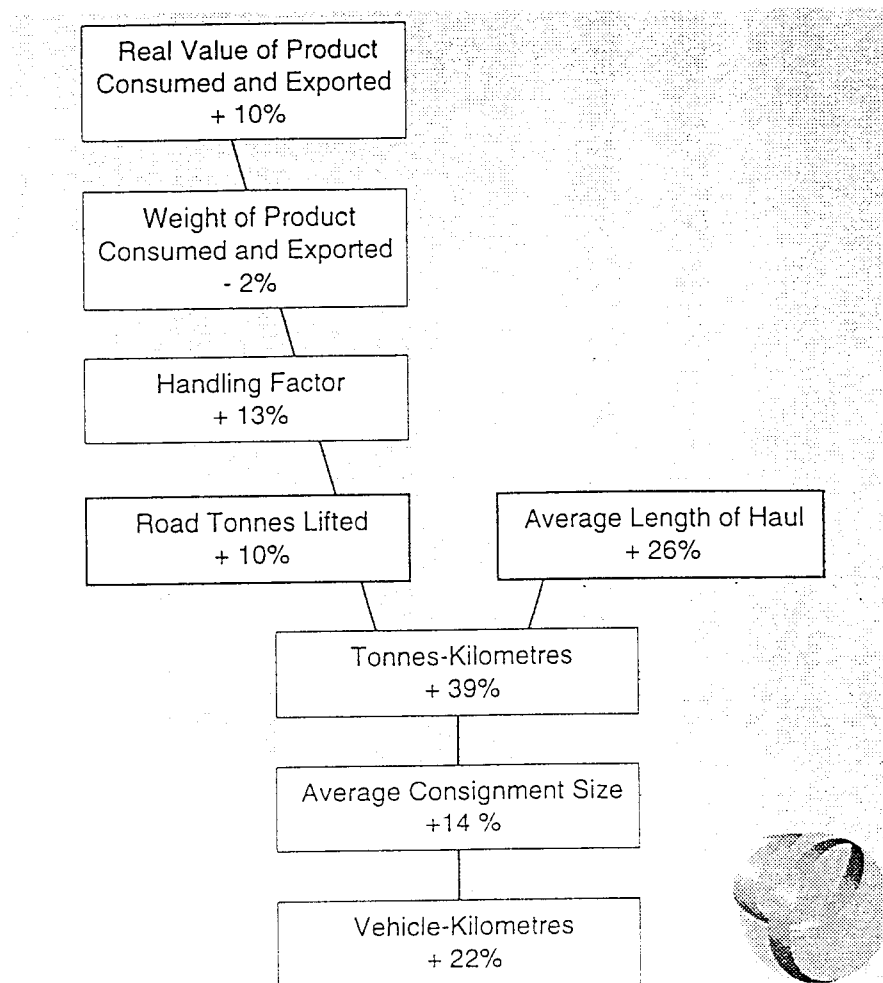 Real Value of Product
Consumed and Exported
+ 10%
Weight of Product
Consumed and Exported
- 2%
Handling Factor
+ 13%
Road Tonnes Lifted
+ 10%
Average Length of Haul
+ 26%
Tonnes-Kilometres
+ 39%
Average Consignment Size
+14 %
Vehicle-Kilometres
+ 22%